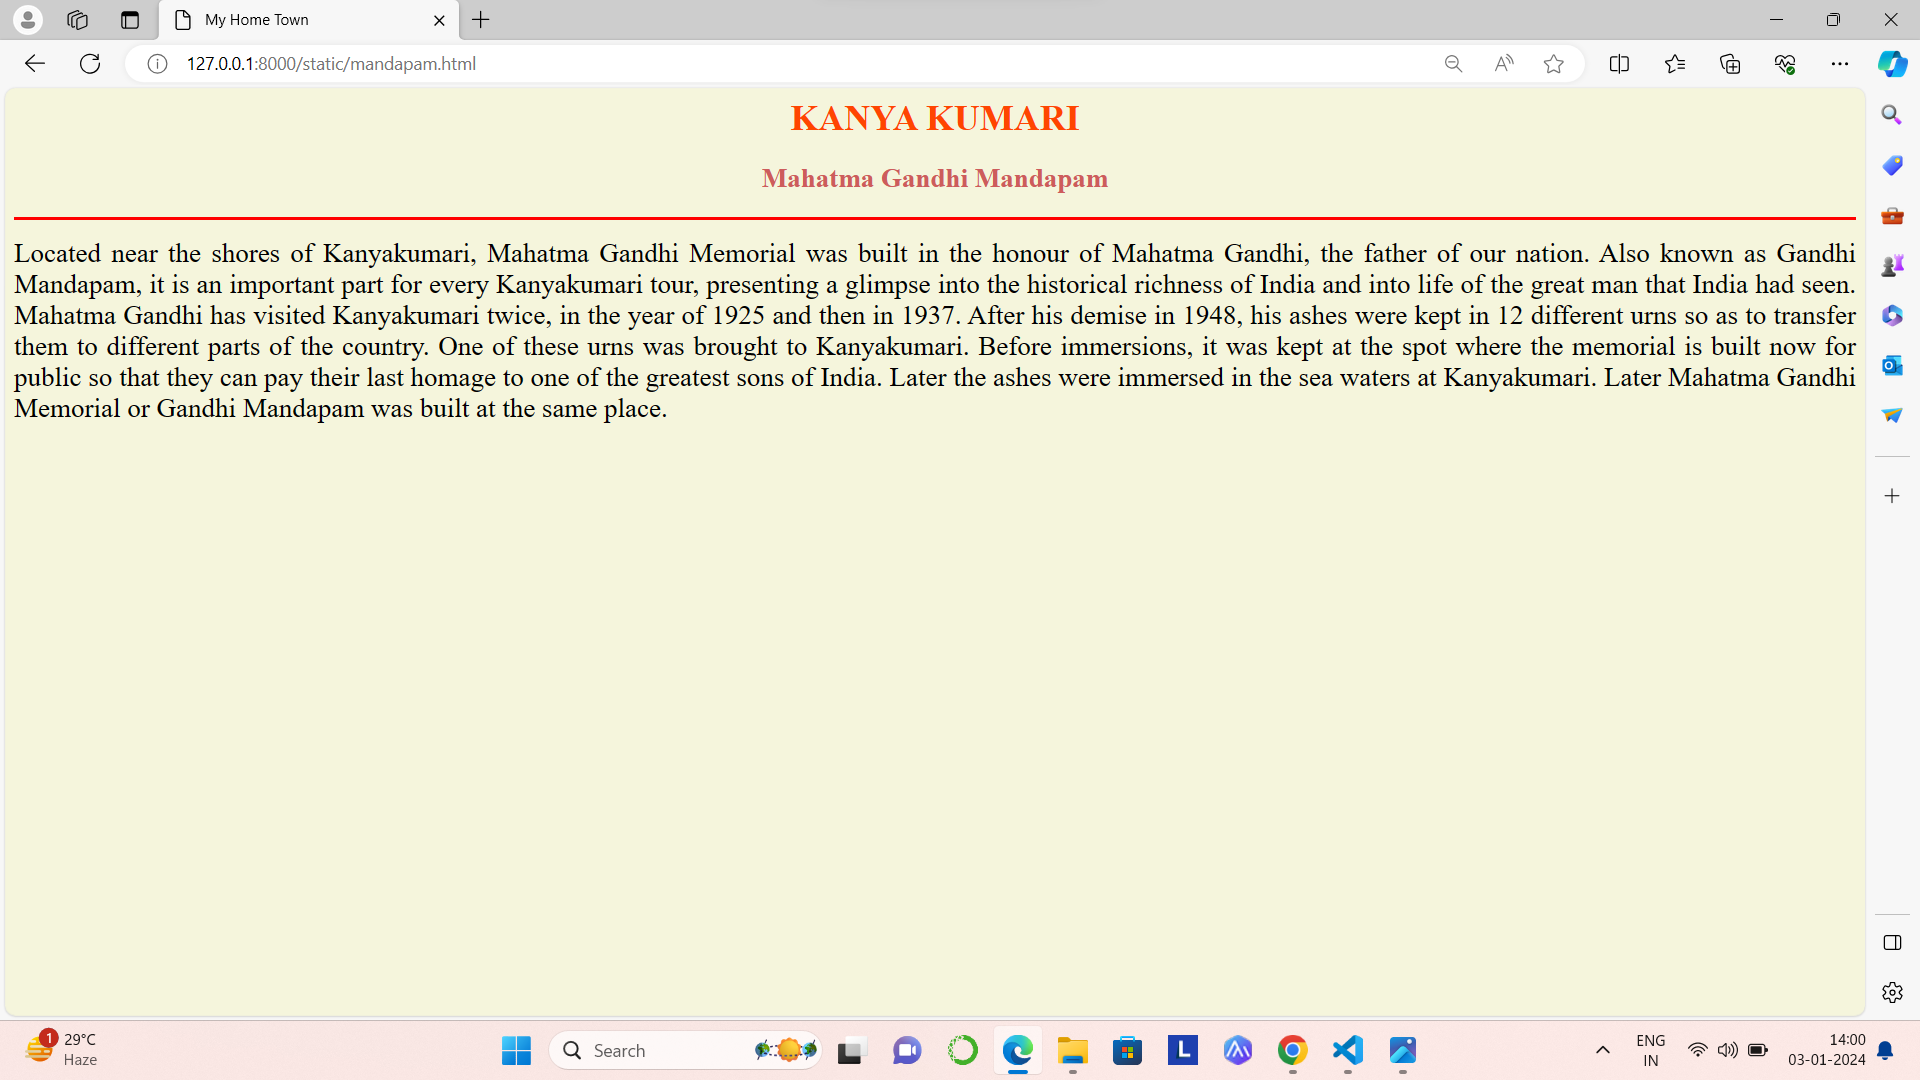 My Home Town
127.0.0.1:8000/static/mandapam.html
KANYA KUMARI
Mahatma Gandhi Mandapam
Located near the shores of Kanyakumari, Mahatma Gandhi Memorial was built in the honour of Mahatma Gandhi, the father of our nation. Also known as Gandhi
Mandapam, it is an important part for every Kanyakumari tour, presenting a glimpse into the historical richness of India and into life of the great man that India had seen.
Mahatma Gandhi has visited Kanyakumari twice, in the year of 1925 and then in 1937. After his demise in 1948, his ashes were kept in 12 different urns so as to transfer
them to different parts of the country. One of these urns was brought to Kanyakumari. Before immersions, it was kept at the spot where the memorial is built now for
public so that they can pay their last homage to one of the greatest sons of India. Later the ashes were immersed in the sea waters at Kanyakumari. Later Mahatma Gandhi
Memorial or Gandhi Mandapam was built at the same place.
1
29°C
Haze
Search
L
ENG
IN
14:00
03-01-2024